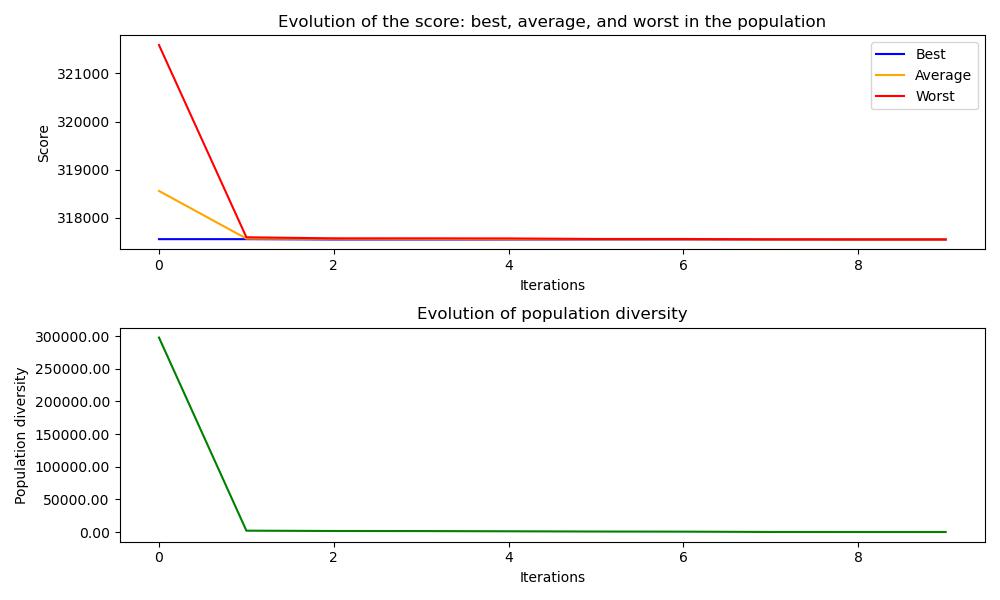 Evolution of the score: best, average, and worst in the population
Score
321000
320000
319000
318000
Best
Average
Worst
0 2 4 6 8
Iterations
Evolution of population diversity
Population diversity
300000.00
250000.00
200000.00
150000.00
100000.00
50000.00
0.00
0 2 4 6 8
Iterations